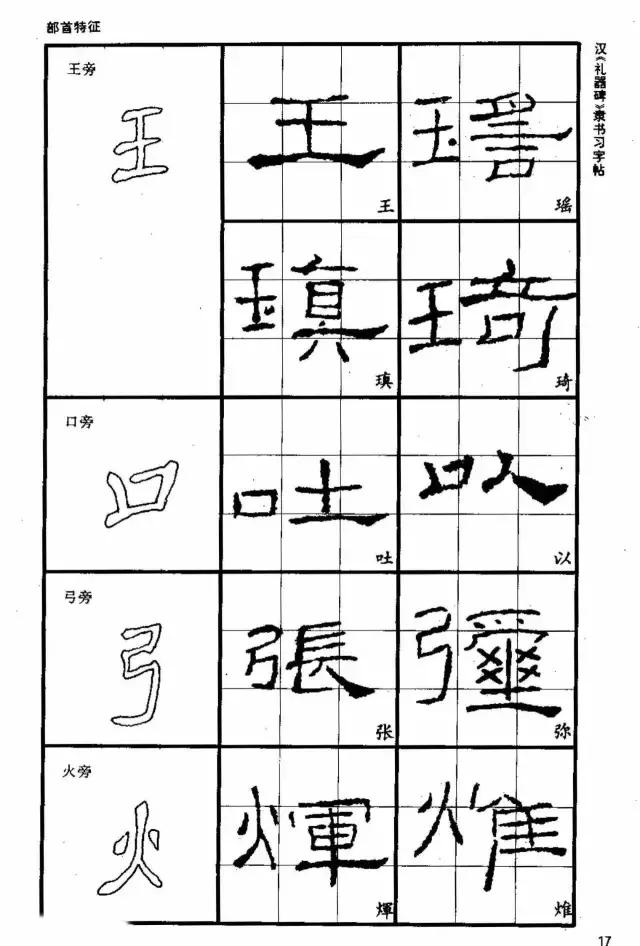 部首特征
汉《礼器碑》隶书习字帖
王旁
王
王
王
瑶
瑶
瑱
瑱
琦
琦
口旁
口
吐
吐
以
以
弓旁
弓
張
张
彌
弥
火旁
火
煇
煇
焳
17